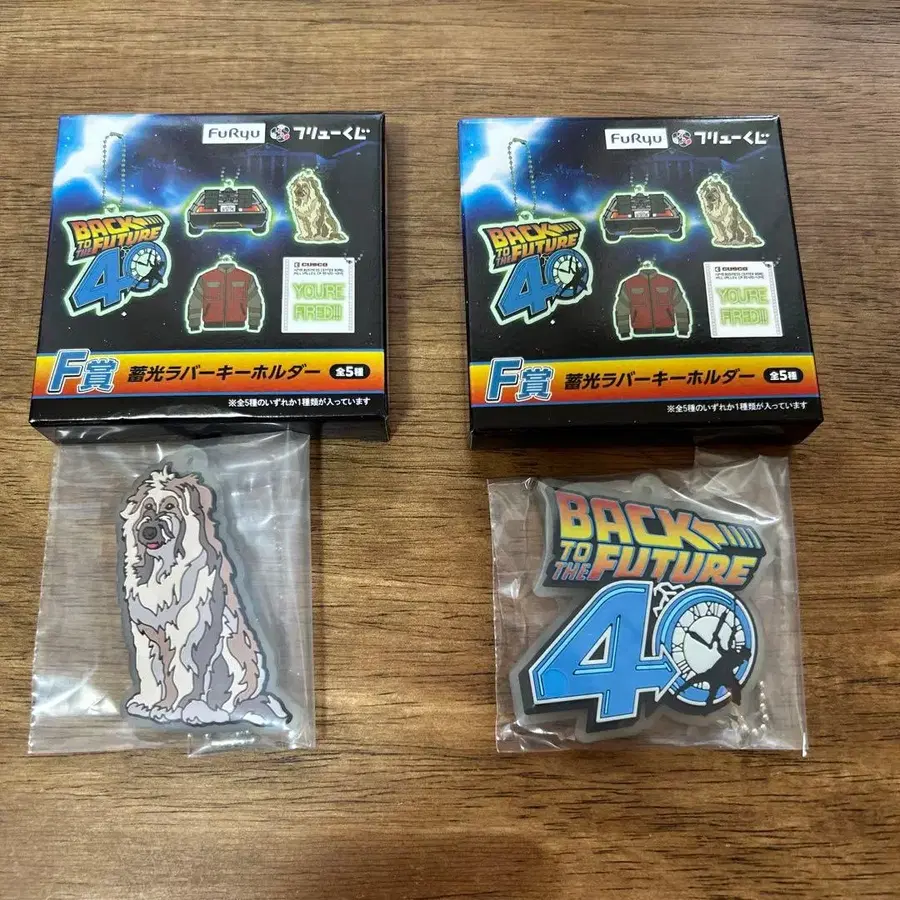 FuRyu フリューくじ
BACK
TO THE FUTURE
40
CUSCO
YOU'RE
FIRED!!!
F賞 蓄光ラバーキーホルダー 全5種
※全5種のいずれか1種類が入っています
FuRyu フリューくじ
BACK
TO THE FUTURE
40
CUSCO
YOU'RE
FIRED!!!
F賞 蓄光ラバーキーホルダー 全5種
※全5種のいずれか1種類が入っています
BACK
TO THE FUTURE
40